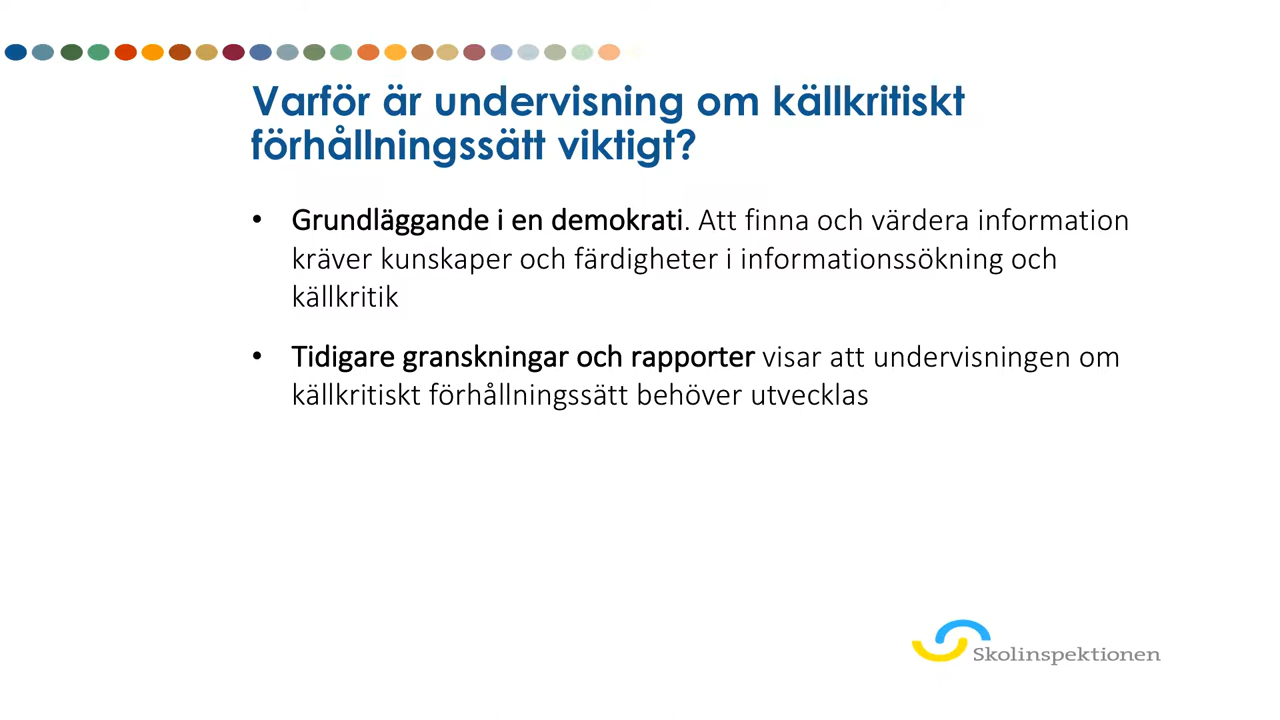 Varför är undervisning om källkritiskt
förhållningssätt viktigt?
• Grundläggande i en demokrati. Att finna och värdera information
kräver kunskaper och färdigheter i informationssökning och
källkritik
• Tidigare granskningar och rapporter visar att undervisningen om
källkritiskt förhållningssätt behöver utvecklas
Skolinspektionen